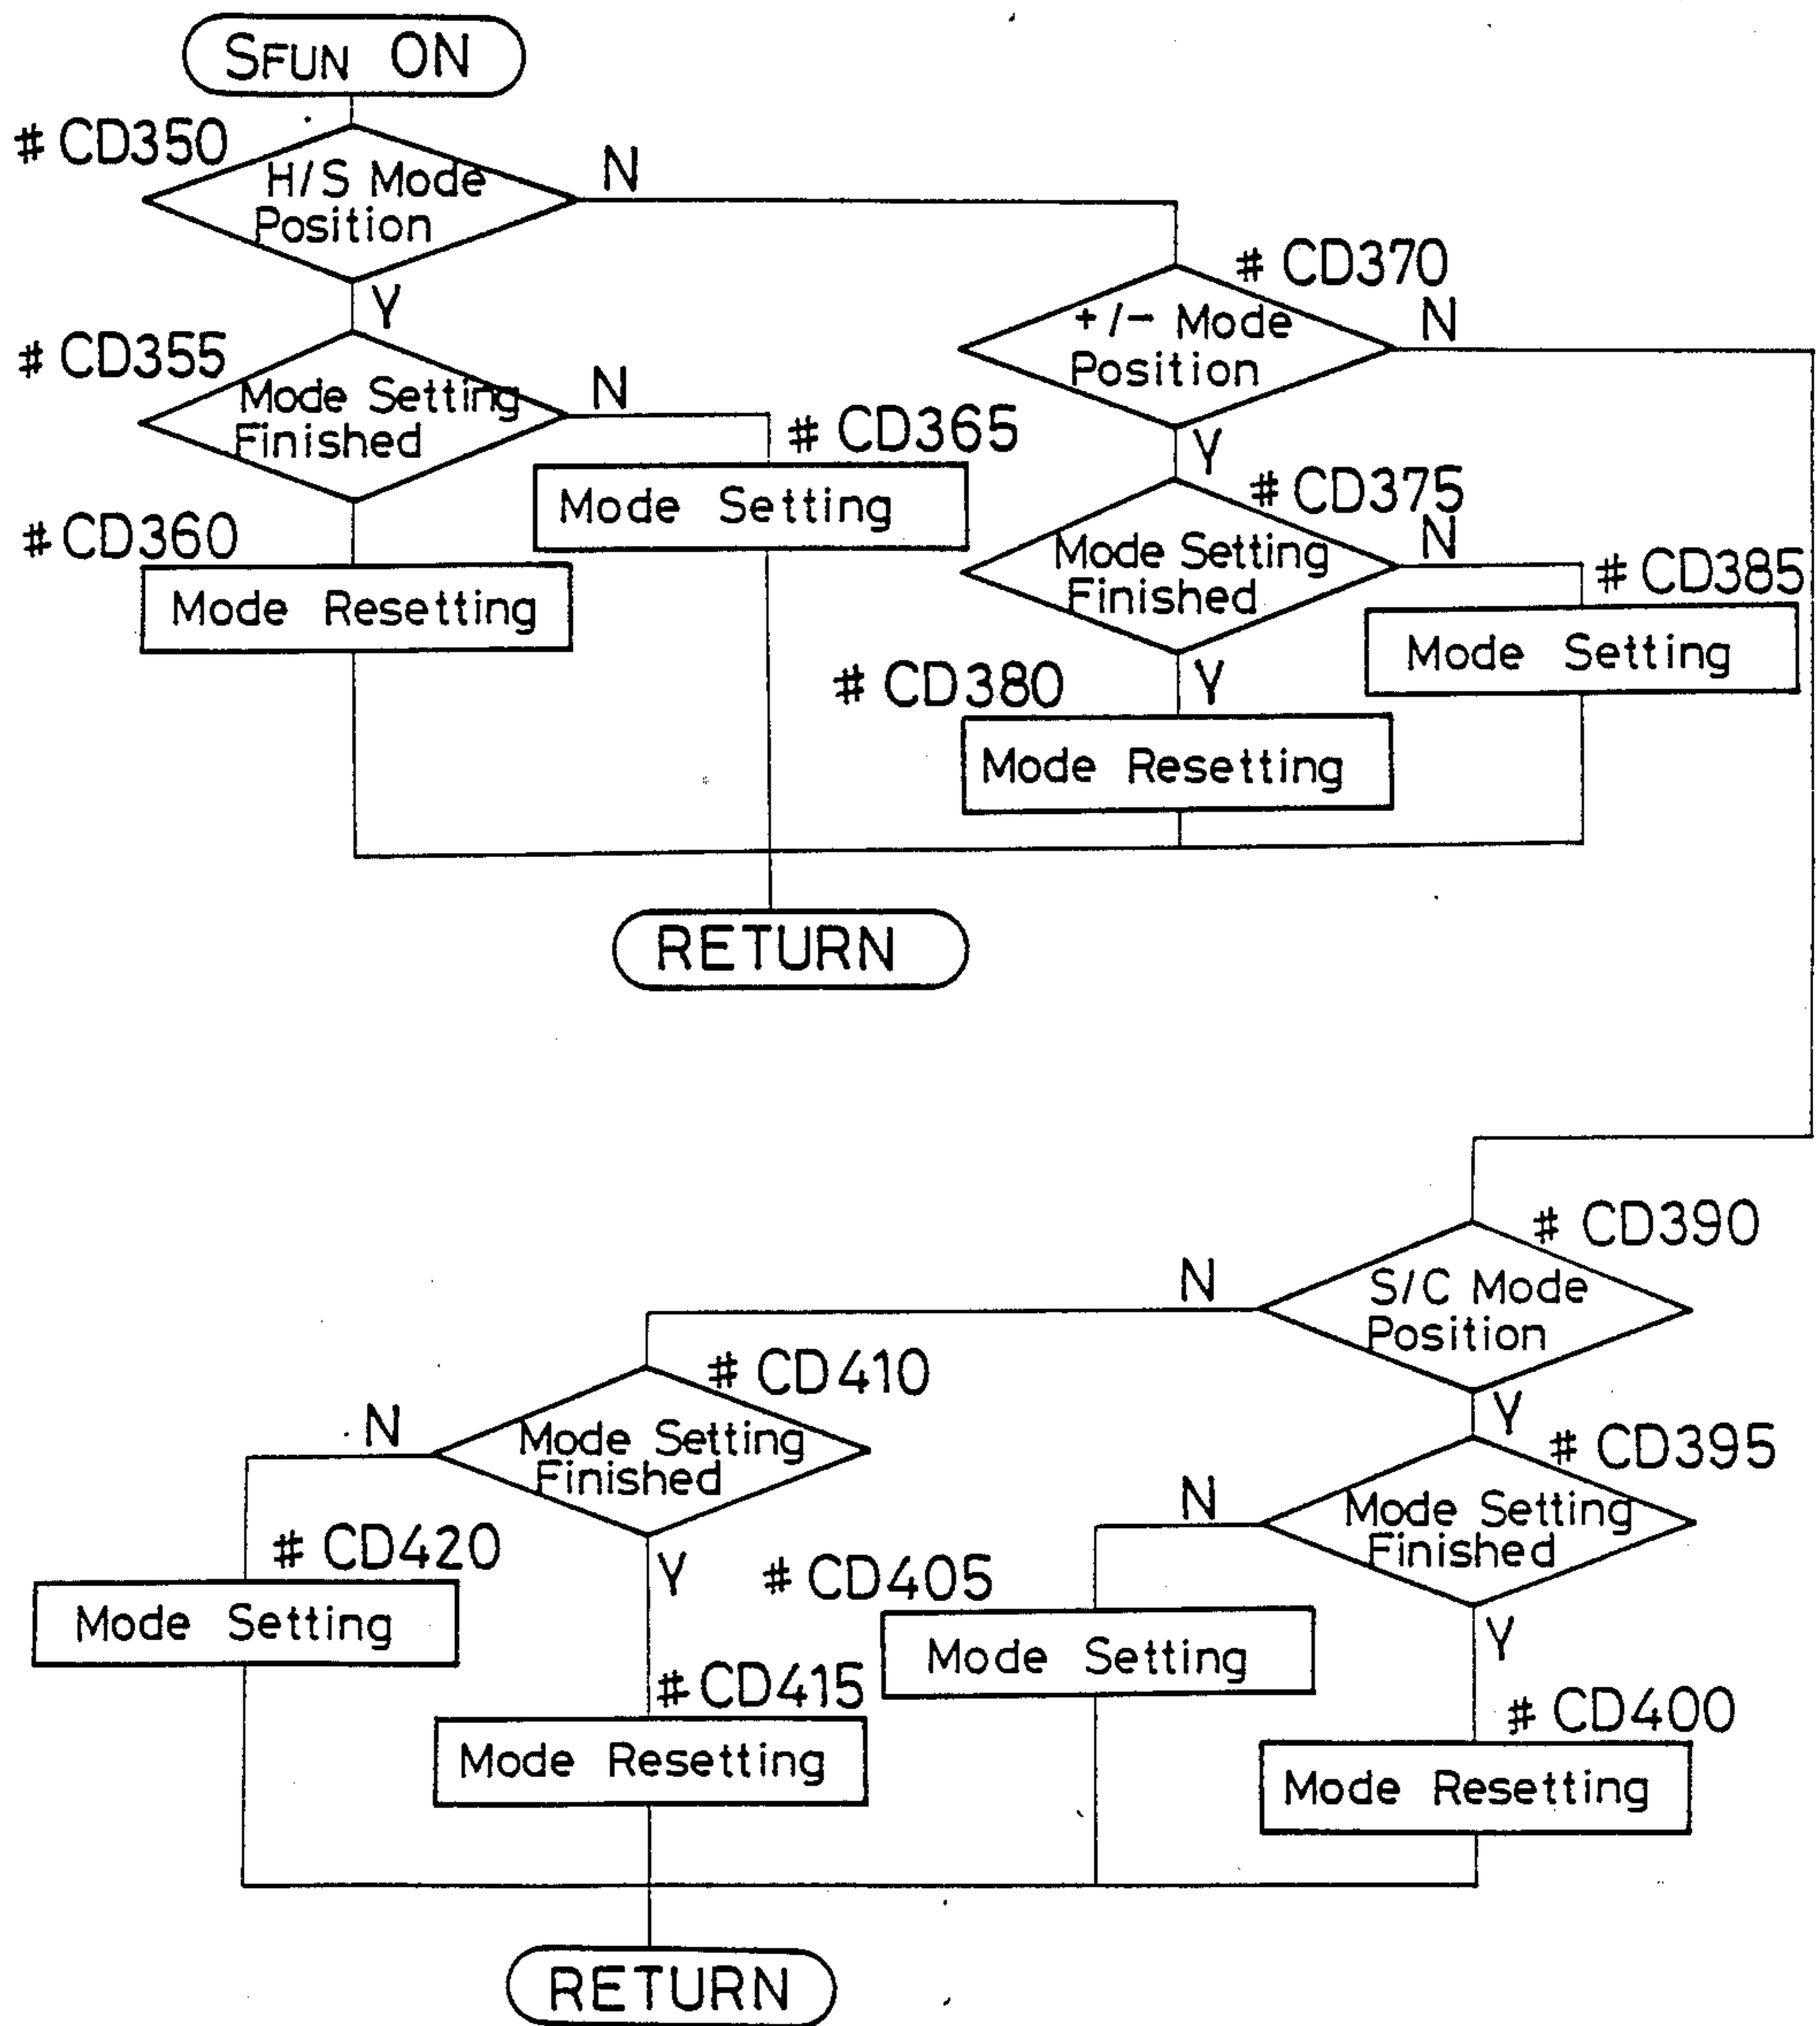 SFUN ON
# CD350
H/S Mode
Position
N
Y
# CD355
Mode Setting
Finished
N
# CD365
Mode Setting
# CD360
Mode Resetting
# CD370
+/- Mode
Position
N
Y
# CD375
Mode Setting
Finished
N
# CD385
Mode Setting
Y
# CD380
Mode Resetting
RETURN
# CD390
S/C Mode
Position
N
Y
# CD395
Mode Setting
Finished
N
# CD405
Mode Setting
Y
# CD400
Mode Resetting
# CD410
Mode Setting
Finished
N
# CD420
Mode Setting
Y
# CD415
Mode Resetting
RETURN